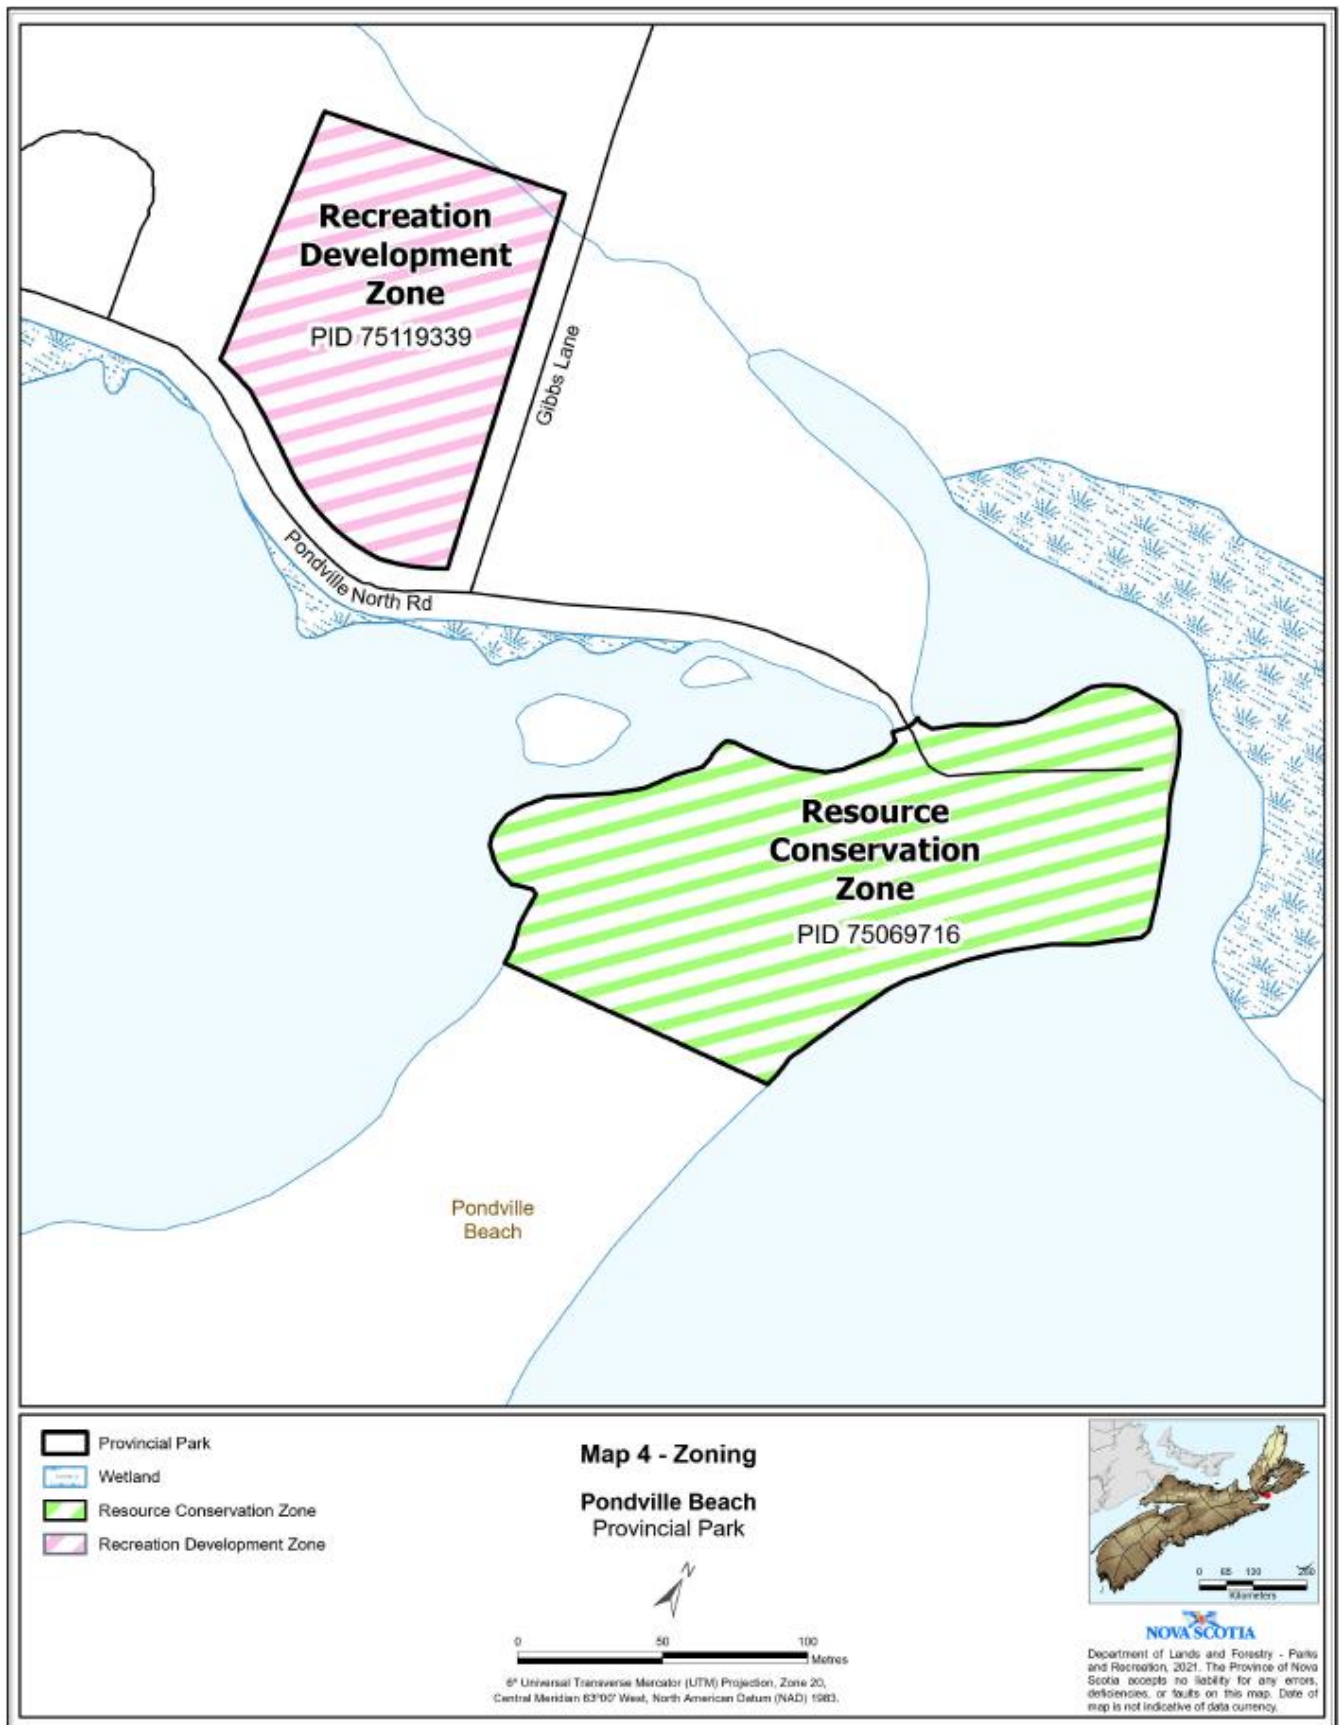 Recreation
Development
Zone
PID 75119339
Gibbs Lane
Pondville North Rd
Resource
Conservation
Zone
PID 75069716
Pondville
Beach
Provincial Park
Wetland
Resource Conservation Zone
Recreation Development Zone
Map 4 - Zoning
Pondville Beach
Provincial Park
N
0 50 100
Metres
6° Universal Transverse Mercator (UTM) Projection, Zone 20,
Central Meridian 63°00' West, North American Datum (NAD) 1983.
0 65 130 260
Kilometers
NOVA SCOTIA
Department of Lands and Forestry - Parks
and Recreation, 2021. The Province of Nova
Scotia accepts no liability for any errors,
deficiencies, or faults on this map. Date of
map is not indicative of data currency.